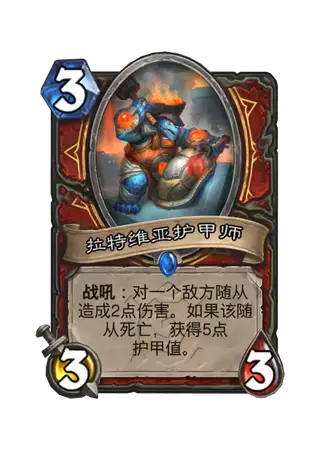 3
拉特维亚护甲师
战吼：对一个敌方随从
造成2点伤害。如果该随
从死亡，获得5点
护甲值。
3
3